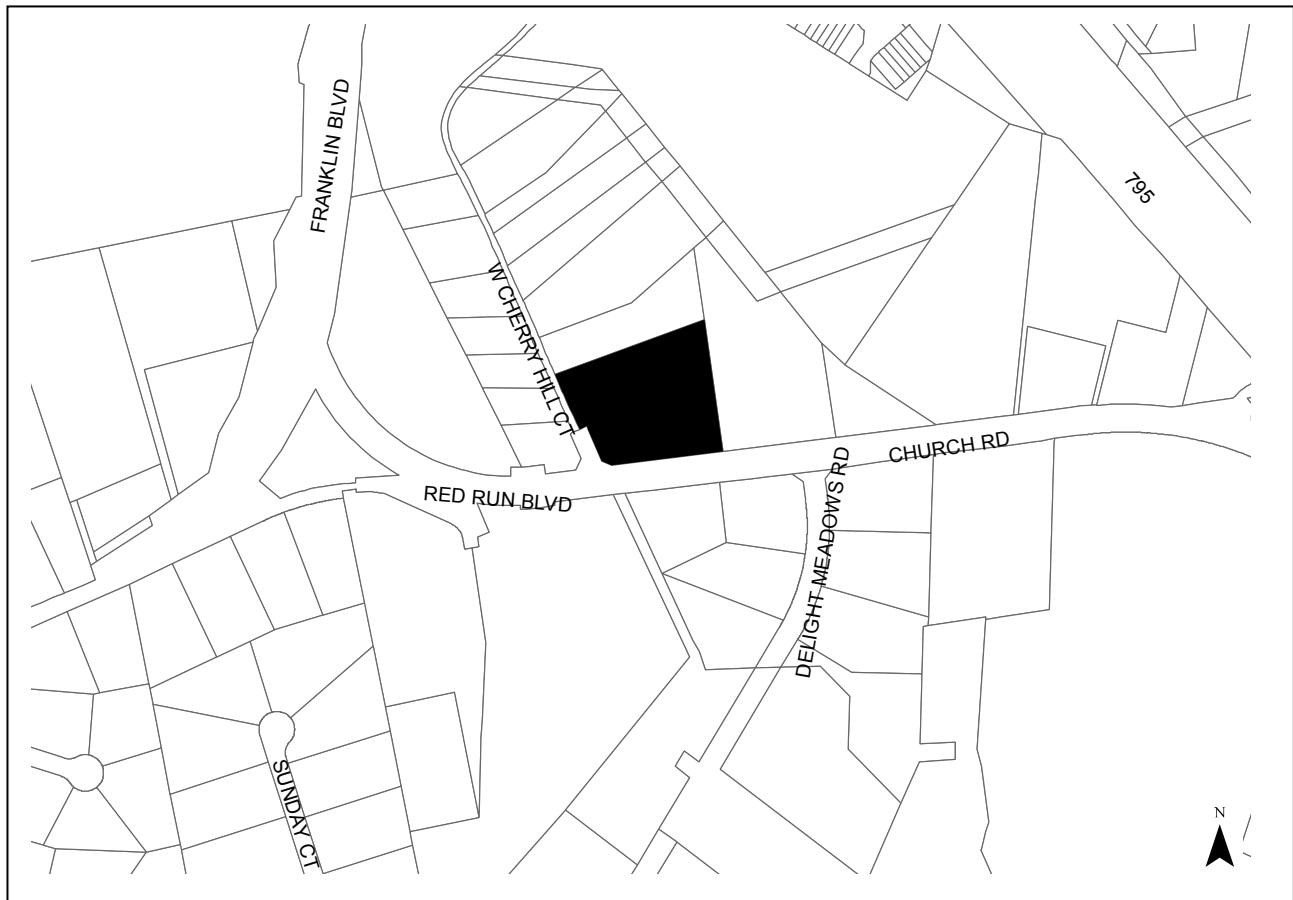 FRANKLIN BLVD
795
W CHERRY HILL CT
CHURCH RD
RED RUN BLVD
DELIGHT MEADOWS RD
SUNDAY CT
N